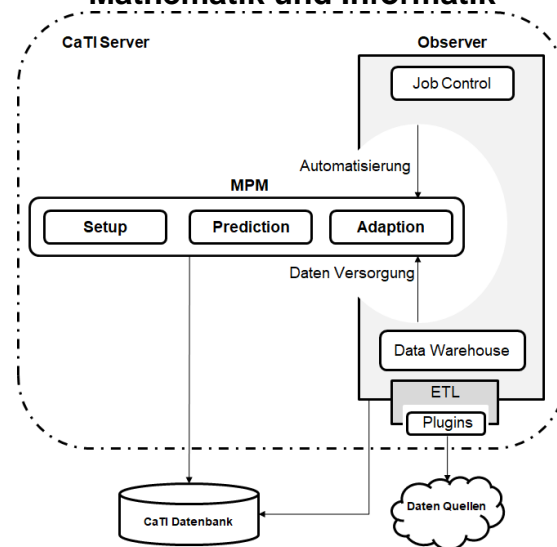 Mathematik und Informatik
CaTI Server
Observer
Job Control
Automatisierung
MPM
Setup
Prediction
Adaption
Daten Versorgung
Data Warehouse
ETL
Plugins
CaTI Datenbank
Daten Quellen